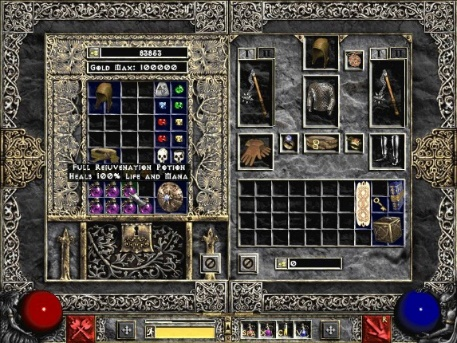 83863
Gold Max: 100000
Full Rejuvenation Potion
Heals 100% Life and Mana
0